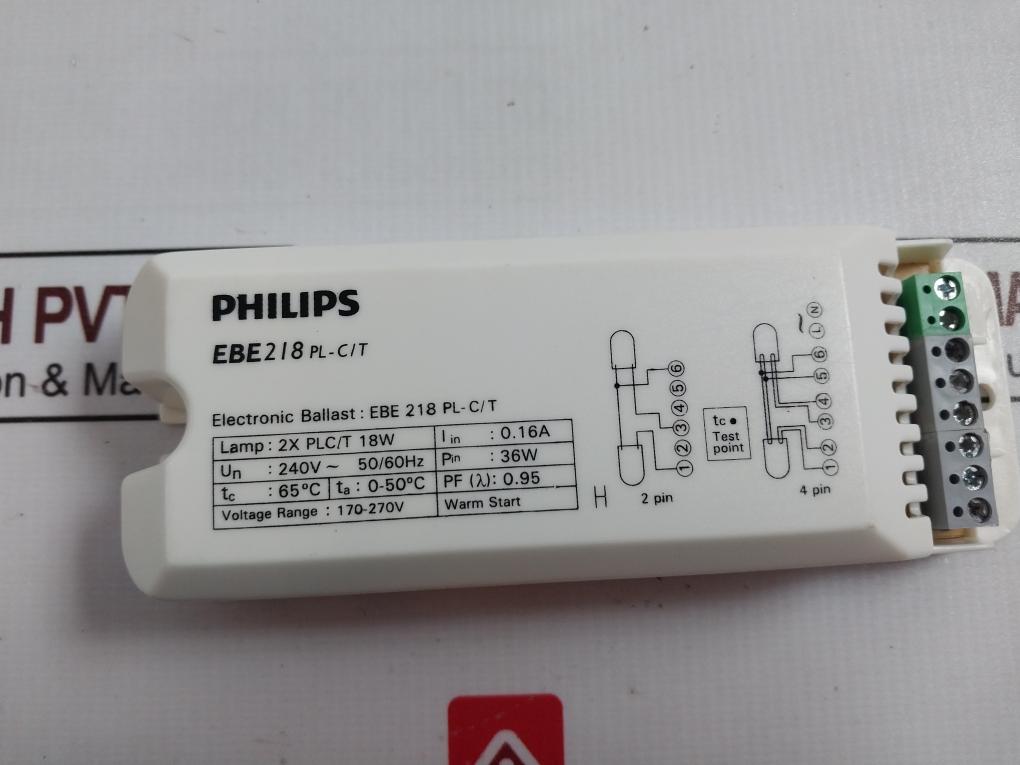 H PVT
on & Ma
PHILIPS
EBE218 PL-C/T
Electronic Ballast : EBE 218 PL-C/T
Lamp : 2X PLC/T 18W
I in : 0.16A
Un : 240V ~ 50/60Hz
Pin : 36W
tc : 65°C
ta : 0-50°C
PF (λ): 0.95
Voltage Range : 170-270V
Warm Start
H
① ② ③ ④ ⑤ ⑥
2 pin
tc •
Test
point
① ② ③ ④ ⑤ ⑥ Ⓛ Ⓝ
~
4 pin